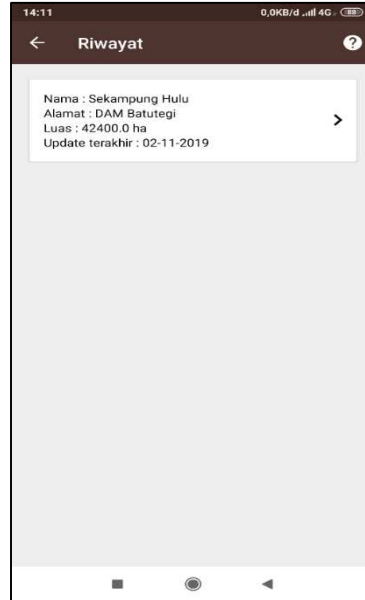 14:11 0,0KB/d 4G 88
Riwayat ?
Nama : Sekampung Hulu
Alamat : DAM Batutegi
Luas : 42400.0 ha
Update terakhir : 02-11-2019